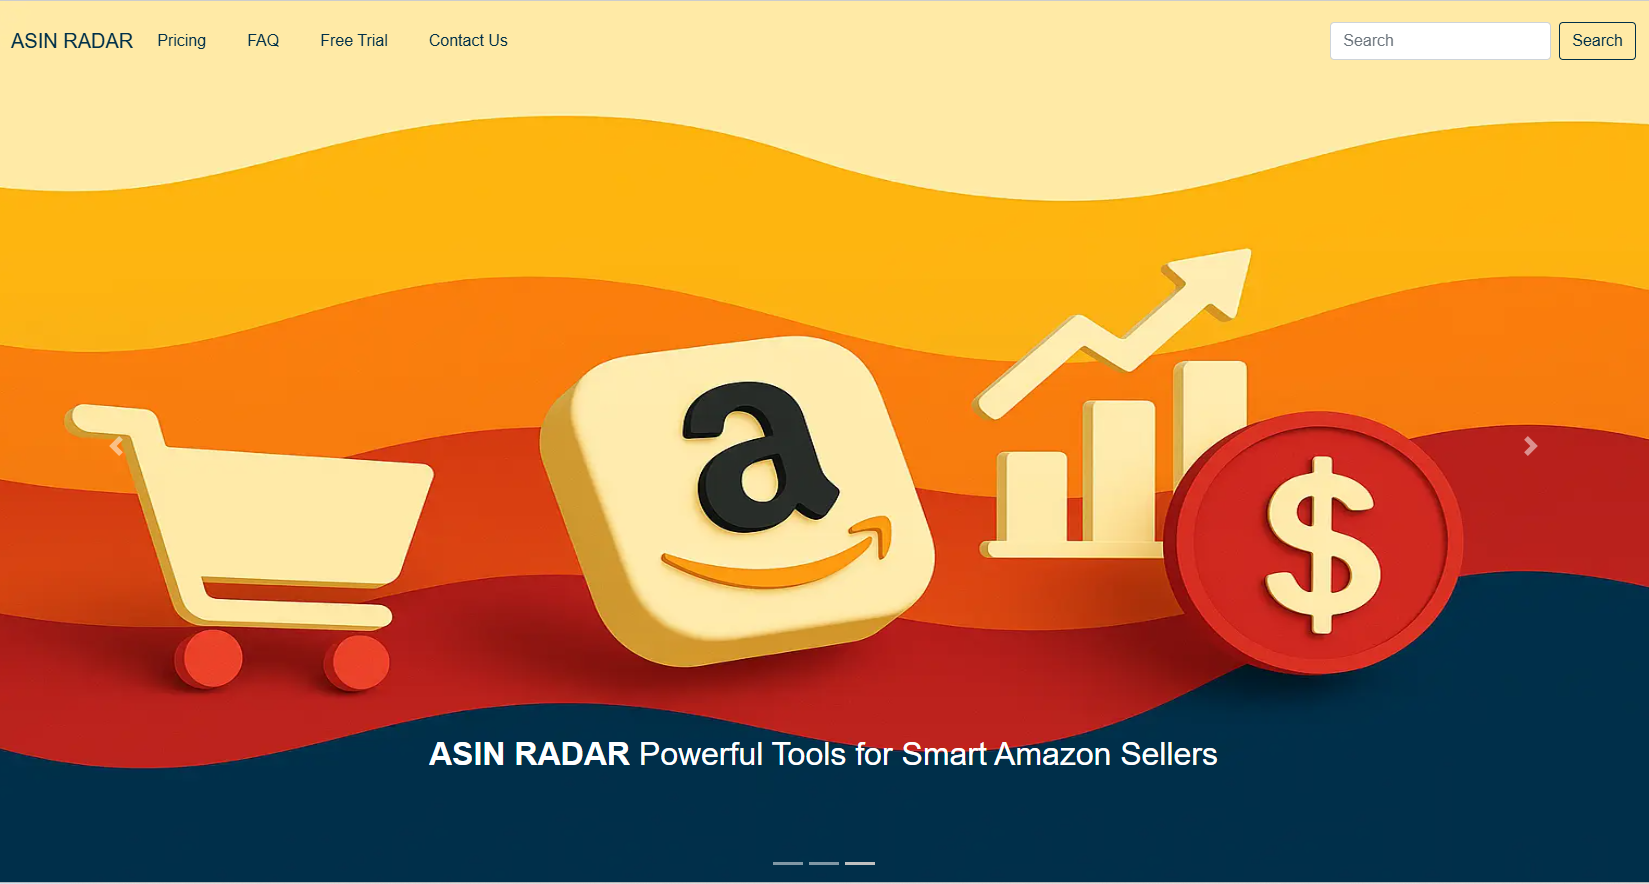 ASIN RADAR Pricing FAQ Free Trial Contact Us Search Search
a
$
ASIN RADAR Powerful Tools for Smart Amazon Sellers